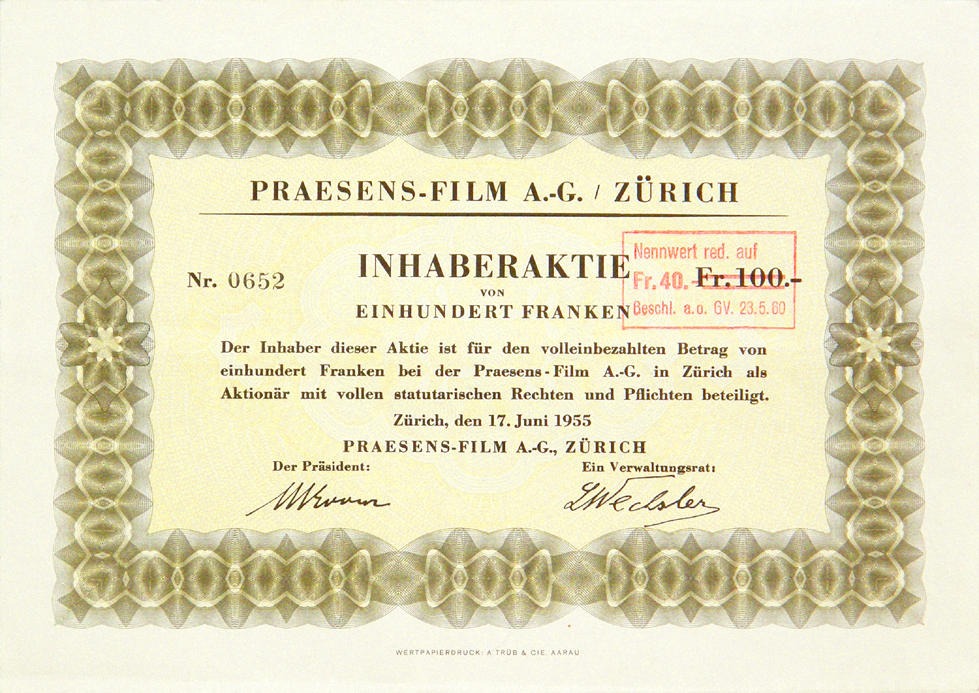 PRAESENS-FILM A.-G. / ZÜRICH
Nennwert red. auf
INHABERAKTIE
Nr. 0652
Fr. 40.- Fr. 100.-
VON
EINHUNDERT FRANKEN
Beschl. a.o. GV. 23.5.80
Der Inhaber dieser Aktie ist für den volleinbezahlten Betrag von
einhundert Franken bei der Praesens-Film A.-G. in Zürich als
Aktionär mit vollen statutarischen Rechten und Pflichten beteiligt.
Zürich, den 17. Juni 1955
PRAESENS-FILM A.-G., ZÜRICH
Der Präsident: Ein Verwaltungsrat:
LWechsler
WERTPAPIERDRUCK: A. TRÜB & CIE. AARAU